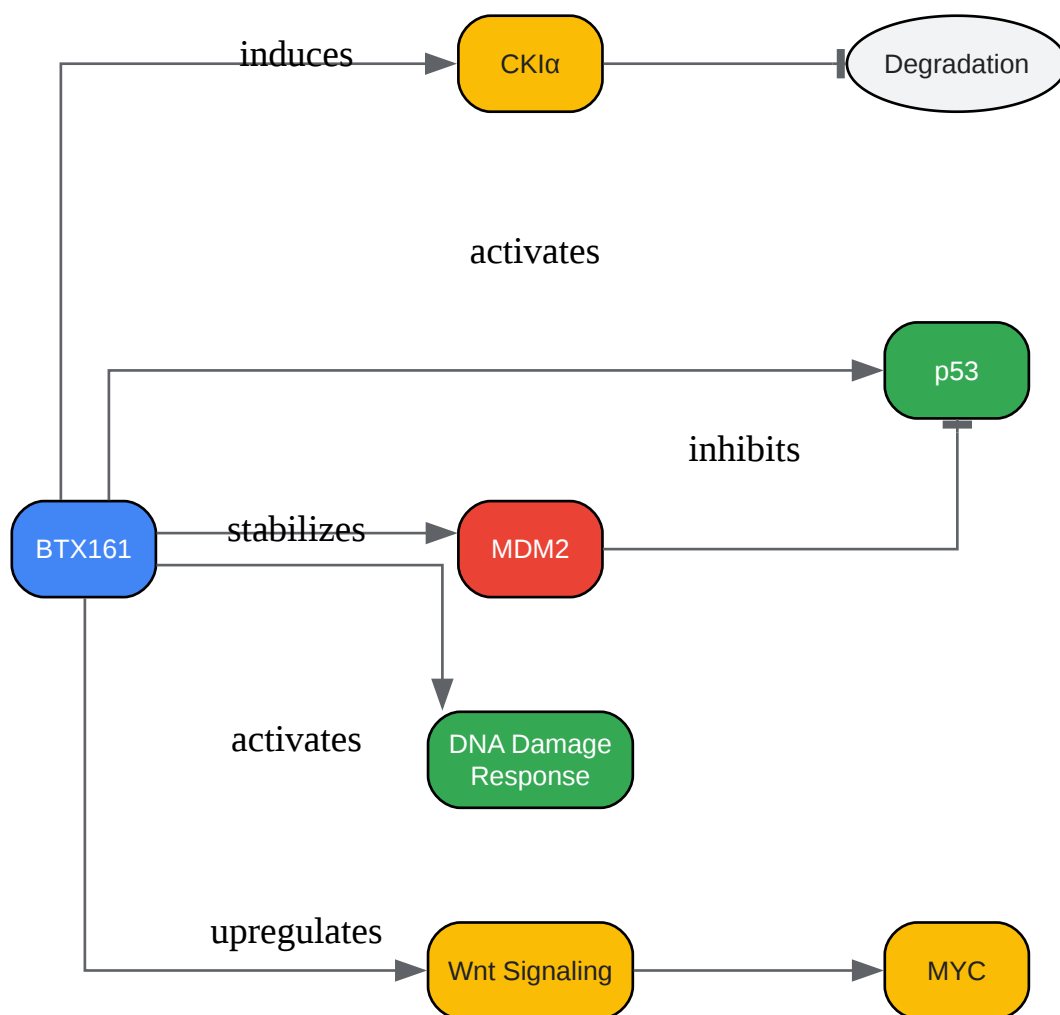 induces
CKIα
Degradation
activates
p53
inhibits
BTX161
stabilizes
MDM2
activates
DNA Damage
Response
upregulates
Wnt Signaling
MYC